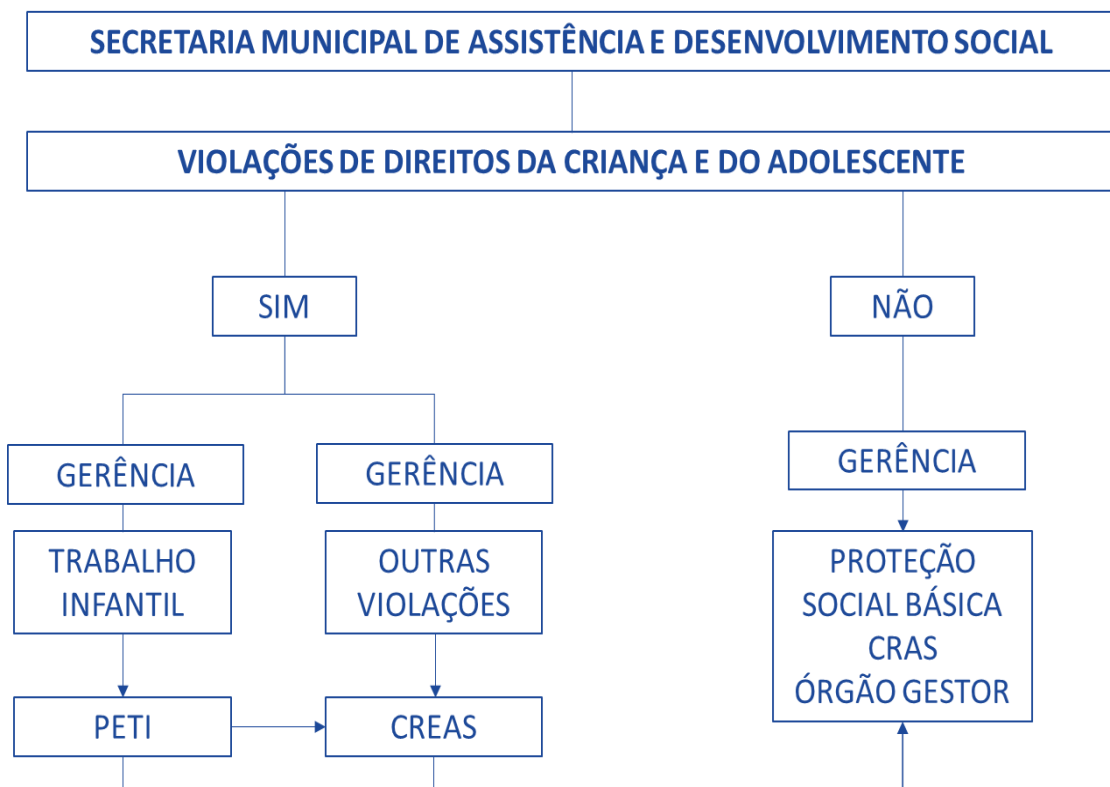 SECRETARIA MUNICIPAL DE ASSISTÊNCIA E DESENVOLVIMENTO SOCIAL
VIOLAÇÕES DE DIREITOS DA CRIANÇA E DO ADOLESCENTE
SIM
NÃO
GERÊNCIA
GERÊNCIA
GERÊNCIA
TRABALHO
INFANTIL
OUTRAS
VIOLAÇÕES
PROTEÇÃO
SOCIAL BÁSICA
CRAS
ÓRGÃO GESTOR
PETI
CREAS